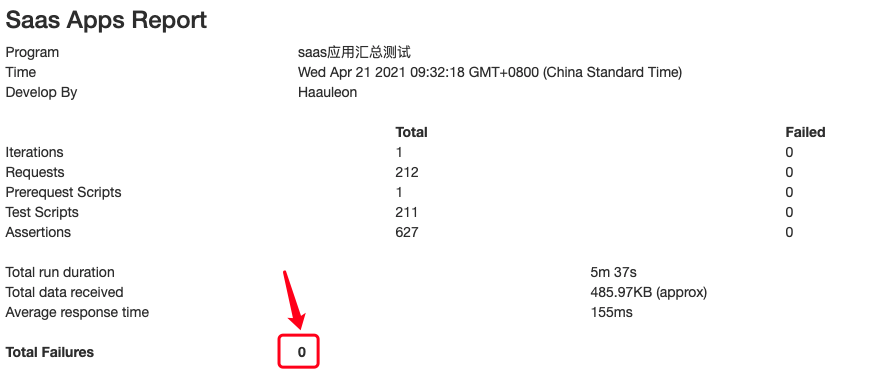 Saas Apps Report
Program saas应用汇总测试
Time Wed Apr 21 2021 09:32:18 GMT+0800 (China Standard Time)
Develop By Haauleon
Total Failed
Iterations 1 0
Requests 212 0
Prerequest Scripts 1 0
Test Scripts 211 0
Assertions 627 0
Total run duration 5m 37s
Total data received 485.97KB (approx)
Average response time 155ms
Total Failures 0